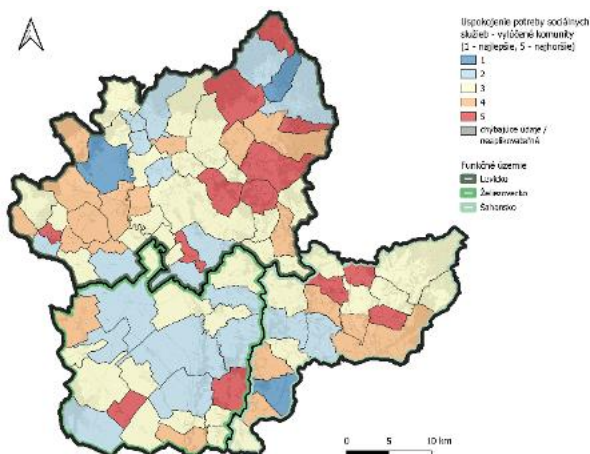 Uspokojenie potreby sociálnych
služieb - vylúčené komunity
(1 - najlepšie, 5 - najhoršie)
1
2
3
4
5
chýbajúce údaje /
neaplikovateľné
Funkčné územie
Levicko
Želiezovecko
Šahansko
0 5 10 km